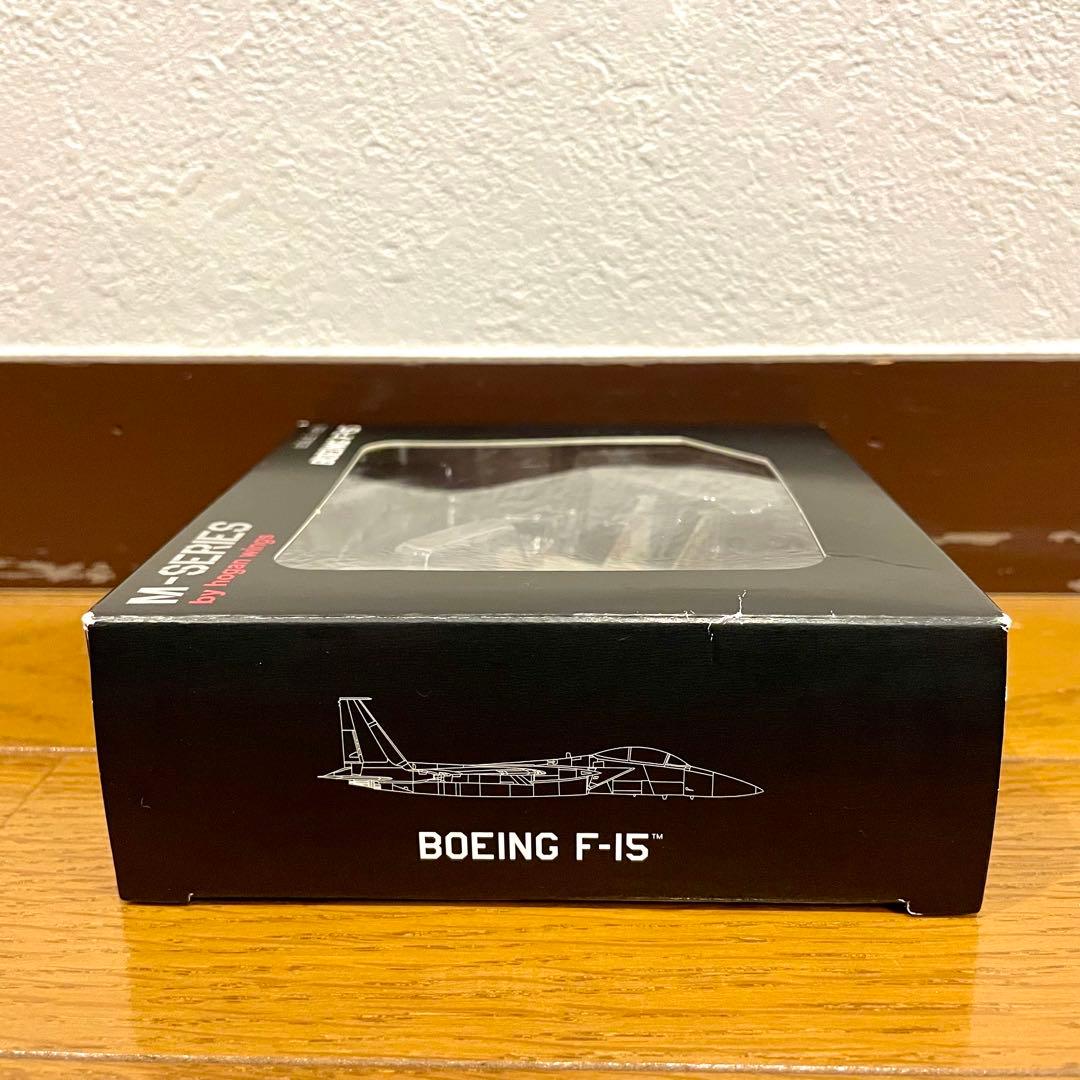 M-SERIES
by hogan wings
BOEING F-15™